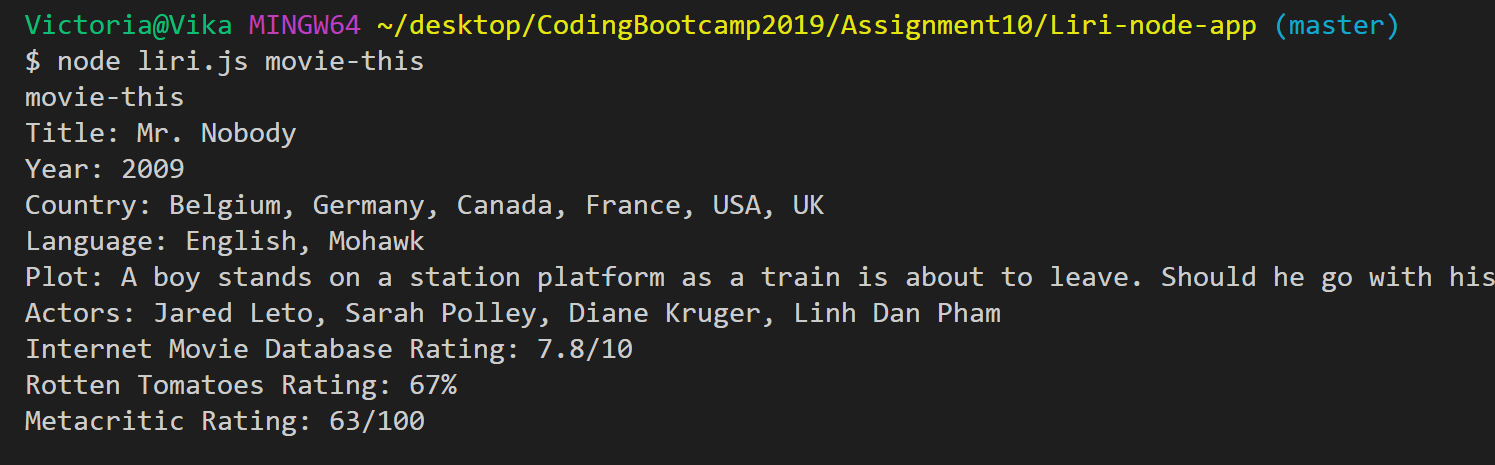 Victoria@Vika MINGW64 ~/desktop/CodingBootcamp2019/Assignment10/Liri-node-app (master)
$ node liri.js movie-this
movie-this
Title: Mr. Nobody
Year: 2009
Country: Belgium, Germany, Canada, France, USA, UK
Language: English, Mohawk
Plot: A boy stands on a station platform as a train is about to leave. Should he go with his
Actors: Jared Leto, Sarah Polley, Diane Kruger, Linh Dan Pham
Internet Movie Database Rating: 7.8/10
Rotten Tomatoes Rating: 67%
Metacritic Rating: 63/100